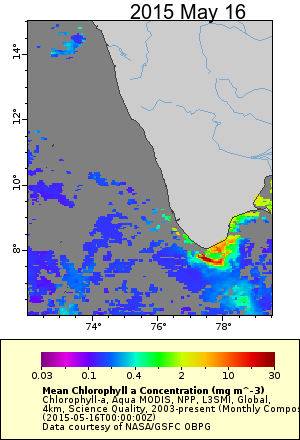 2015 May 16
14°
12°
10°
8°
74°
76°
78°
0.03
0.1
0.4
2
10
30
Mean Chlorophyll a Concentration (mg m^-3)
Chlorophyll-a, Aqua MODIS, NPP, L3SMI, Global,
4km, Science Quality, 2003-present (Monthly Compos
(2015-05-16T00:00:00Z)
Data courtesy of NASA/GSFC OBPG